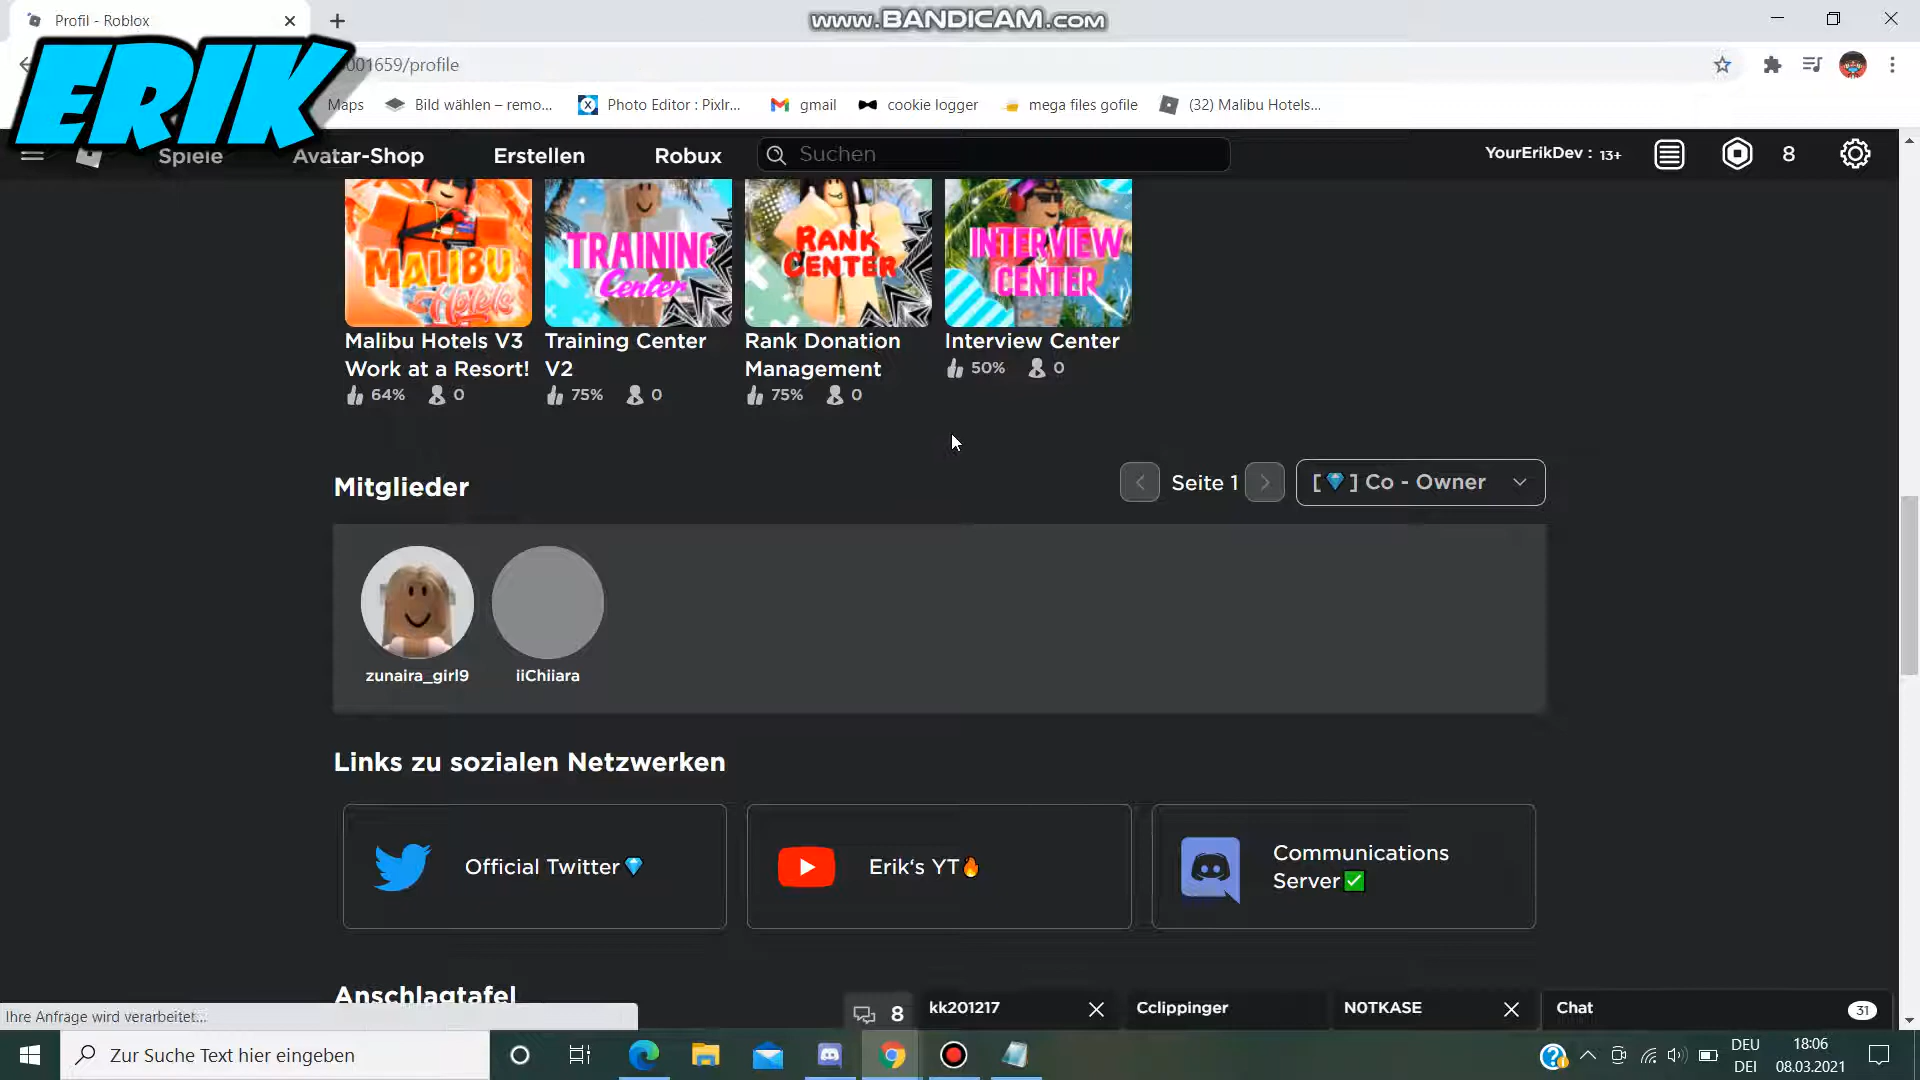 Profil - Roblox
www.BANDICAM.com
ERIK
001659/profile
Maps
Bild wählen – remo...
Photo Editor : Pixlr...
gmail
cookie logger
mega files gofile
(32) Malibu Hotels...
Spiele
Avatar-Shop
Erstellen
Robux
Suchen
YourErikDev : 13+
8
MALIBU
Hotels
TRAINING
Center
RANK
CENTER
INTERVIEW
CENTER
Malibu Hotels V3
Work at a Resort!
64%
0
Training Center
V2
75%
0
Rank Donation
Management
75%
0
Interview Center
50%
0
Mitglieder
Seite 1
[💎] Co - Owner
zunaira_girl9
iiChiiara
Links zu sozialen Netzwerken
Official Twitter💎
Erik's YT🔥
Communications
Server✅
Anschlagtafel
Ihre Anfrage wird verarbeitet...
8
kk201217
Cclippinger
N0TKASE
Chat
31
Zur Suche Text hier eingeben
DEU
DEI
18:06
08.03.2021